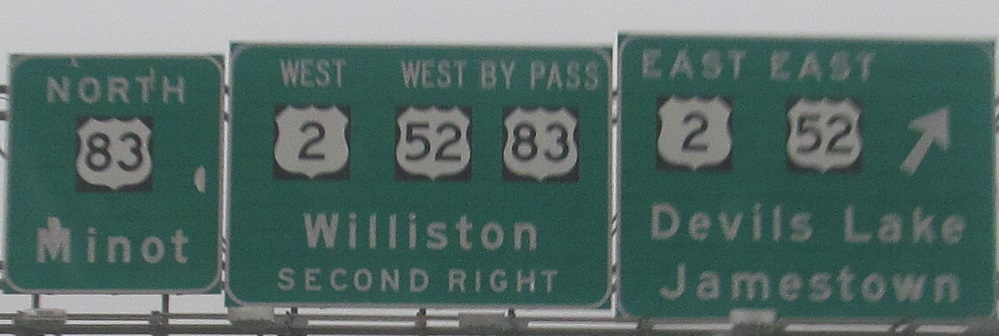 NORTH
83
Minot
WEST WEST BY PASS
2 52 83
Williston
SECOND RIGHT
EAST EAST
2 52
Devils Lake
Jamestown